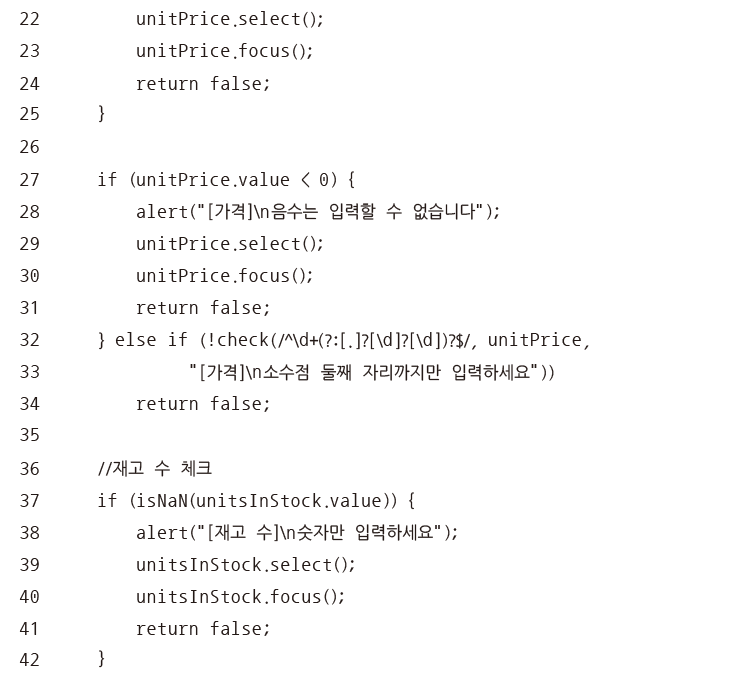 22 unitPrice.select();
23 unitPrice.focus();
24 return false;
25 }
26
27 if (unitPrice.value < 0) {
28 alert("[가격]\n음수는 입력할 수 없습니다");
29 unitPrice.select();
30 unitPrice.focus();
31 return false;
32 } else if (!check(/^\d+(?:[.]?[\d]?[\d])?$/, unitPrice,
33 "[가격]\n소수점 둘째 자리까지만 입력하세요"))
34 return false;
35
36 //재고 수 체크
37 if (isNaN(unitsInStock.value)) {
38 alert("[재고 수]\n숫자만 입력하세요");
39 unitsInStock.select();
40 unitsInStock.focus();
41 return false;
42 }